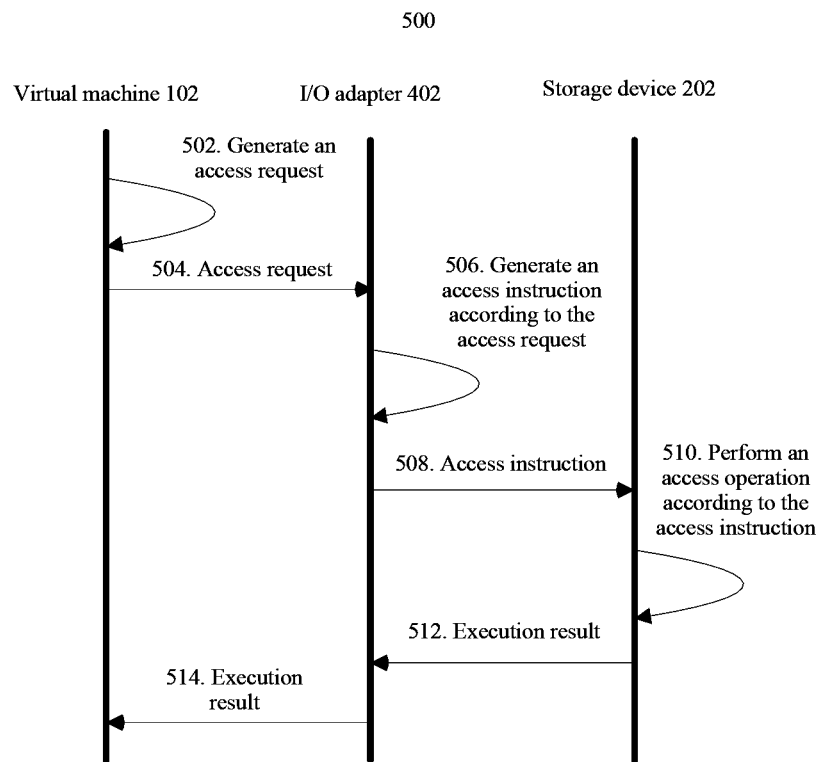 500
Virtual machine 102
I/O adapter 402
Storage device 202
502. Generate an
access request
504. Access request
506. Generate an
access instruction
according to the
access request
508. Access instruction
510. Perform an
access operation
according to the
access instruction
512. Execution result
514. Execution
result